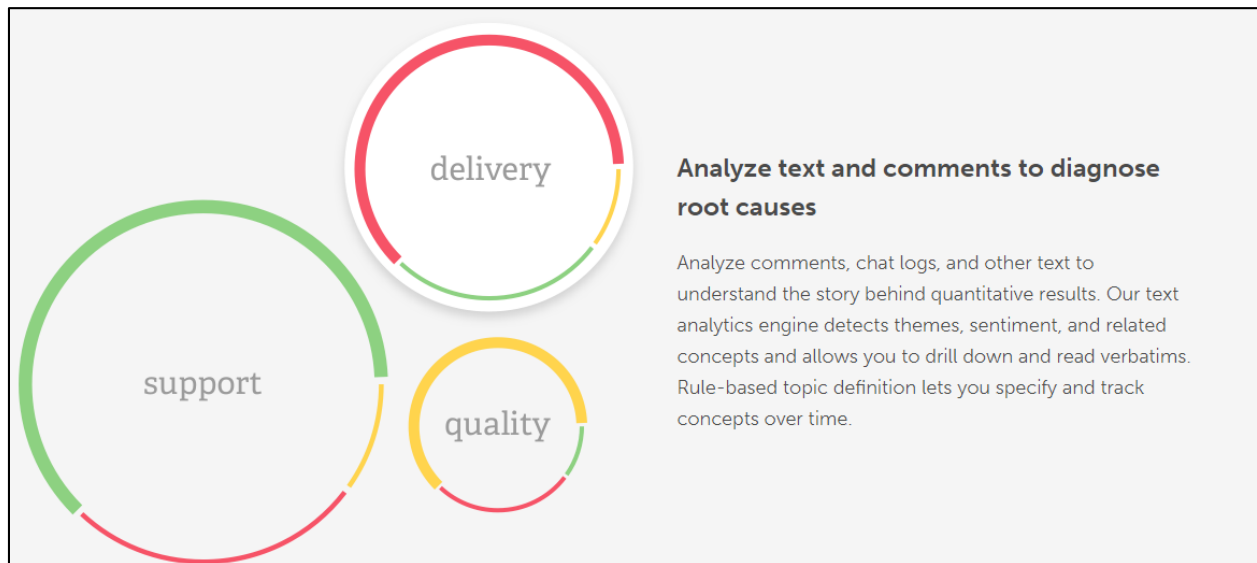 delivery
support
quality
Analyze text and comments to diagnose
root causes
Analyze comments, chat logs, and other text to
understand the story behind quantitative results. Our text
analytics engine detects themes, sentiment, and related
concepts and allows you to drill down and read verbatims.
Rule-based topic definition lets you specify and track
concepts over time.